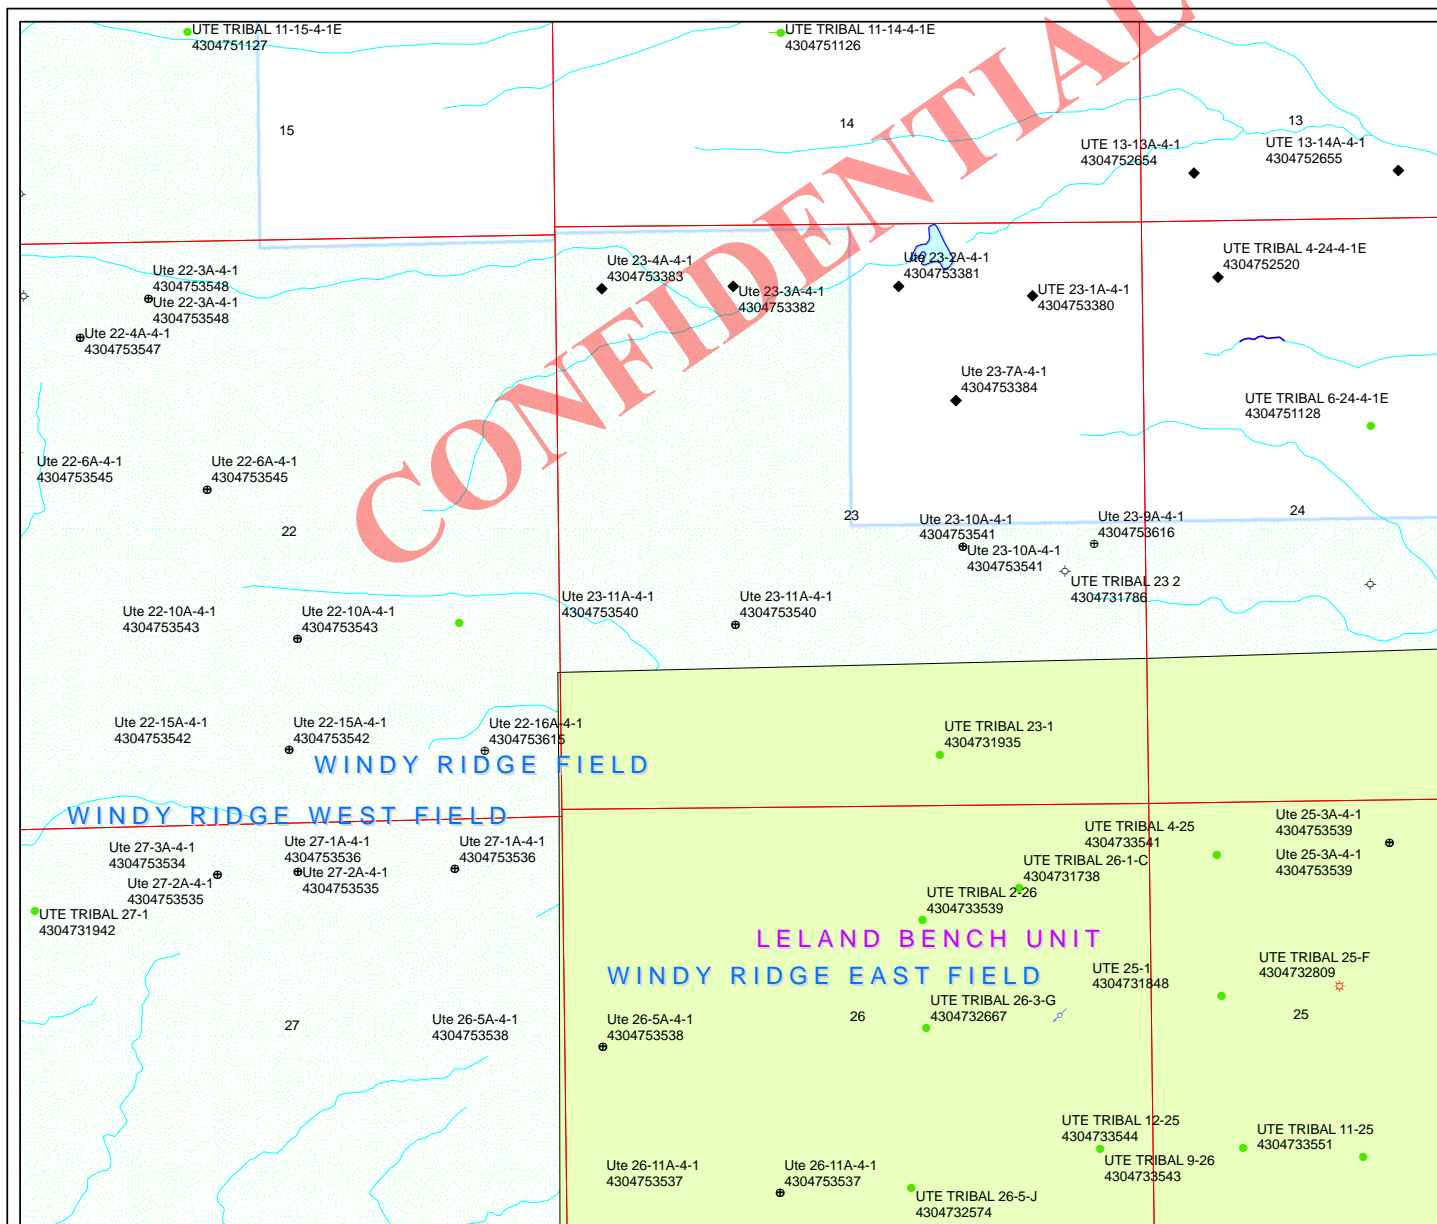 UTE TRIBAL 11-15-4-1E
4304751127
UTE TRIBAL 11-14-4-1E
4304751126
CONFIDENTIAL
15
14
13
UTE 13-13A-4-1
4304752654
UTE 13-14A-4-1
4304752655
Ute 22-3A-4-1
4304753548
Ute 22-3A-4-1
4304753548
Ute 22-4A-4-1
4304753547
Ute 23-4A-4-1
4304753383
Ute 23-3A-4-1
4304753382
Ute 23-2A-4-1
4304753381
UTE 23-1A-4-1
4304753380
UTE TRIBAL 4-24-4-1E
4304752520
Ute 23-7A-4-1
4304753384
UTE TRIBAL 6-24-4-1E
4304751128
Ute 22-6A-4-1
4304753545
Ute 22-6A-4-1
4304753545
22
23
24
Ute 23-10A-4-1
4304753541
Ute 23-10A-4-1
4304753541
Ute 23-9A-4-1
4304753616
UTE TRIBAL 23 2
4304731786
Ute 22-10A-4-1
4304753543
Ute 22-10A-4-1
4304753543
Ute 23-11A-4-1
4304753540
Ute 23-11A-4-1
4304753540
Ute 22-15A-4-1
4304753542
Ute 22-15A-4-1
4304753542
Ute 22-16A-4-1
4304753615
UTE TRIBAL 23-1
4304731935
WINDY RIDGE FIELD
WINDY RIDGE WEST FIELD
Ute 27-3A-4-1
4304753534
Ute 27-2A-4-1
4304753535
Ute 27-1A-4-1
4304753536
Ute 27-2A-4-1
4304753535
Ute 27-1A-4-1
4304753536
UTE TRIBAL 27-1
4304731942
UTE TRIBAL 4-25
4304733541
Ute 25-3A-4-1
4304753539
Ute 25-3A-4-1
4304753539
UTE TRIBAL 26-1-C
4304731738
UTE TRIBAL 2-26
4304733539
LELAND BENCH UNIT
WINDY RIDGE EAST FIELD
UTE 25-1
4304731848
UTE TRIBAL 25-F
4304732809
UTE TRIBAL 26-3-G
4304732667
27
26
25
Ute 26-5A-4-1
4304753538
Ute 26-5A-4-1
4304753538
UTE TRIBAL 12-25
4304733544
UTE TRIBAL 9-26
4304733543
UTE TRIBAL 11-25
4304733551
Ute 26-11A-4-1
4304753537
Ute 26-11A-4-1
4304753537
UTE TRIBAL 26-5-J
4304732574